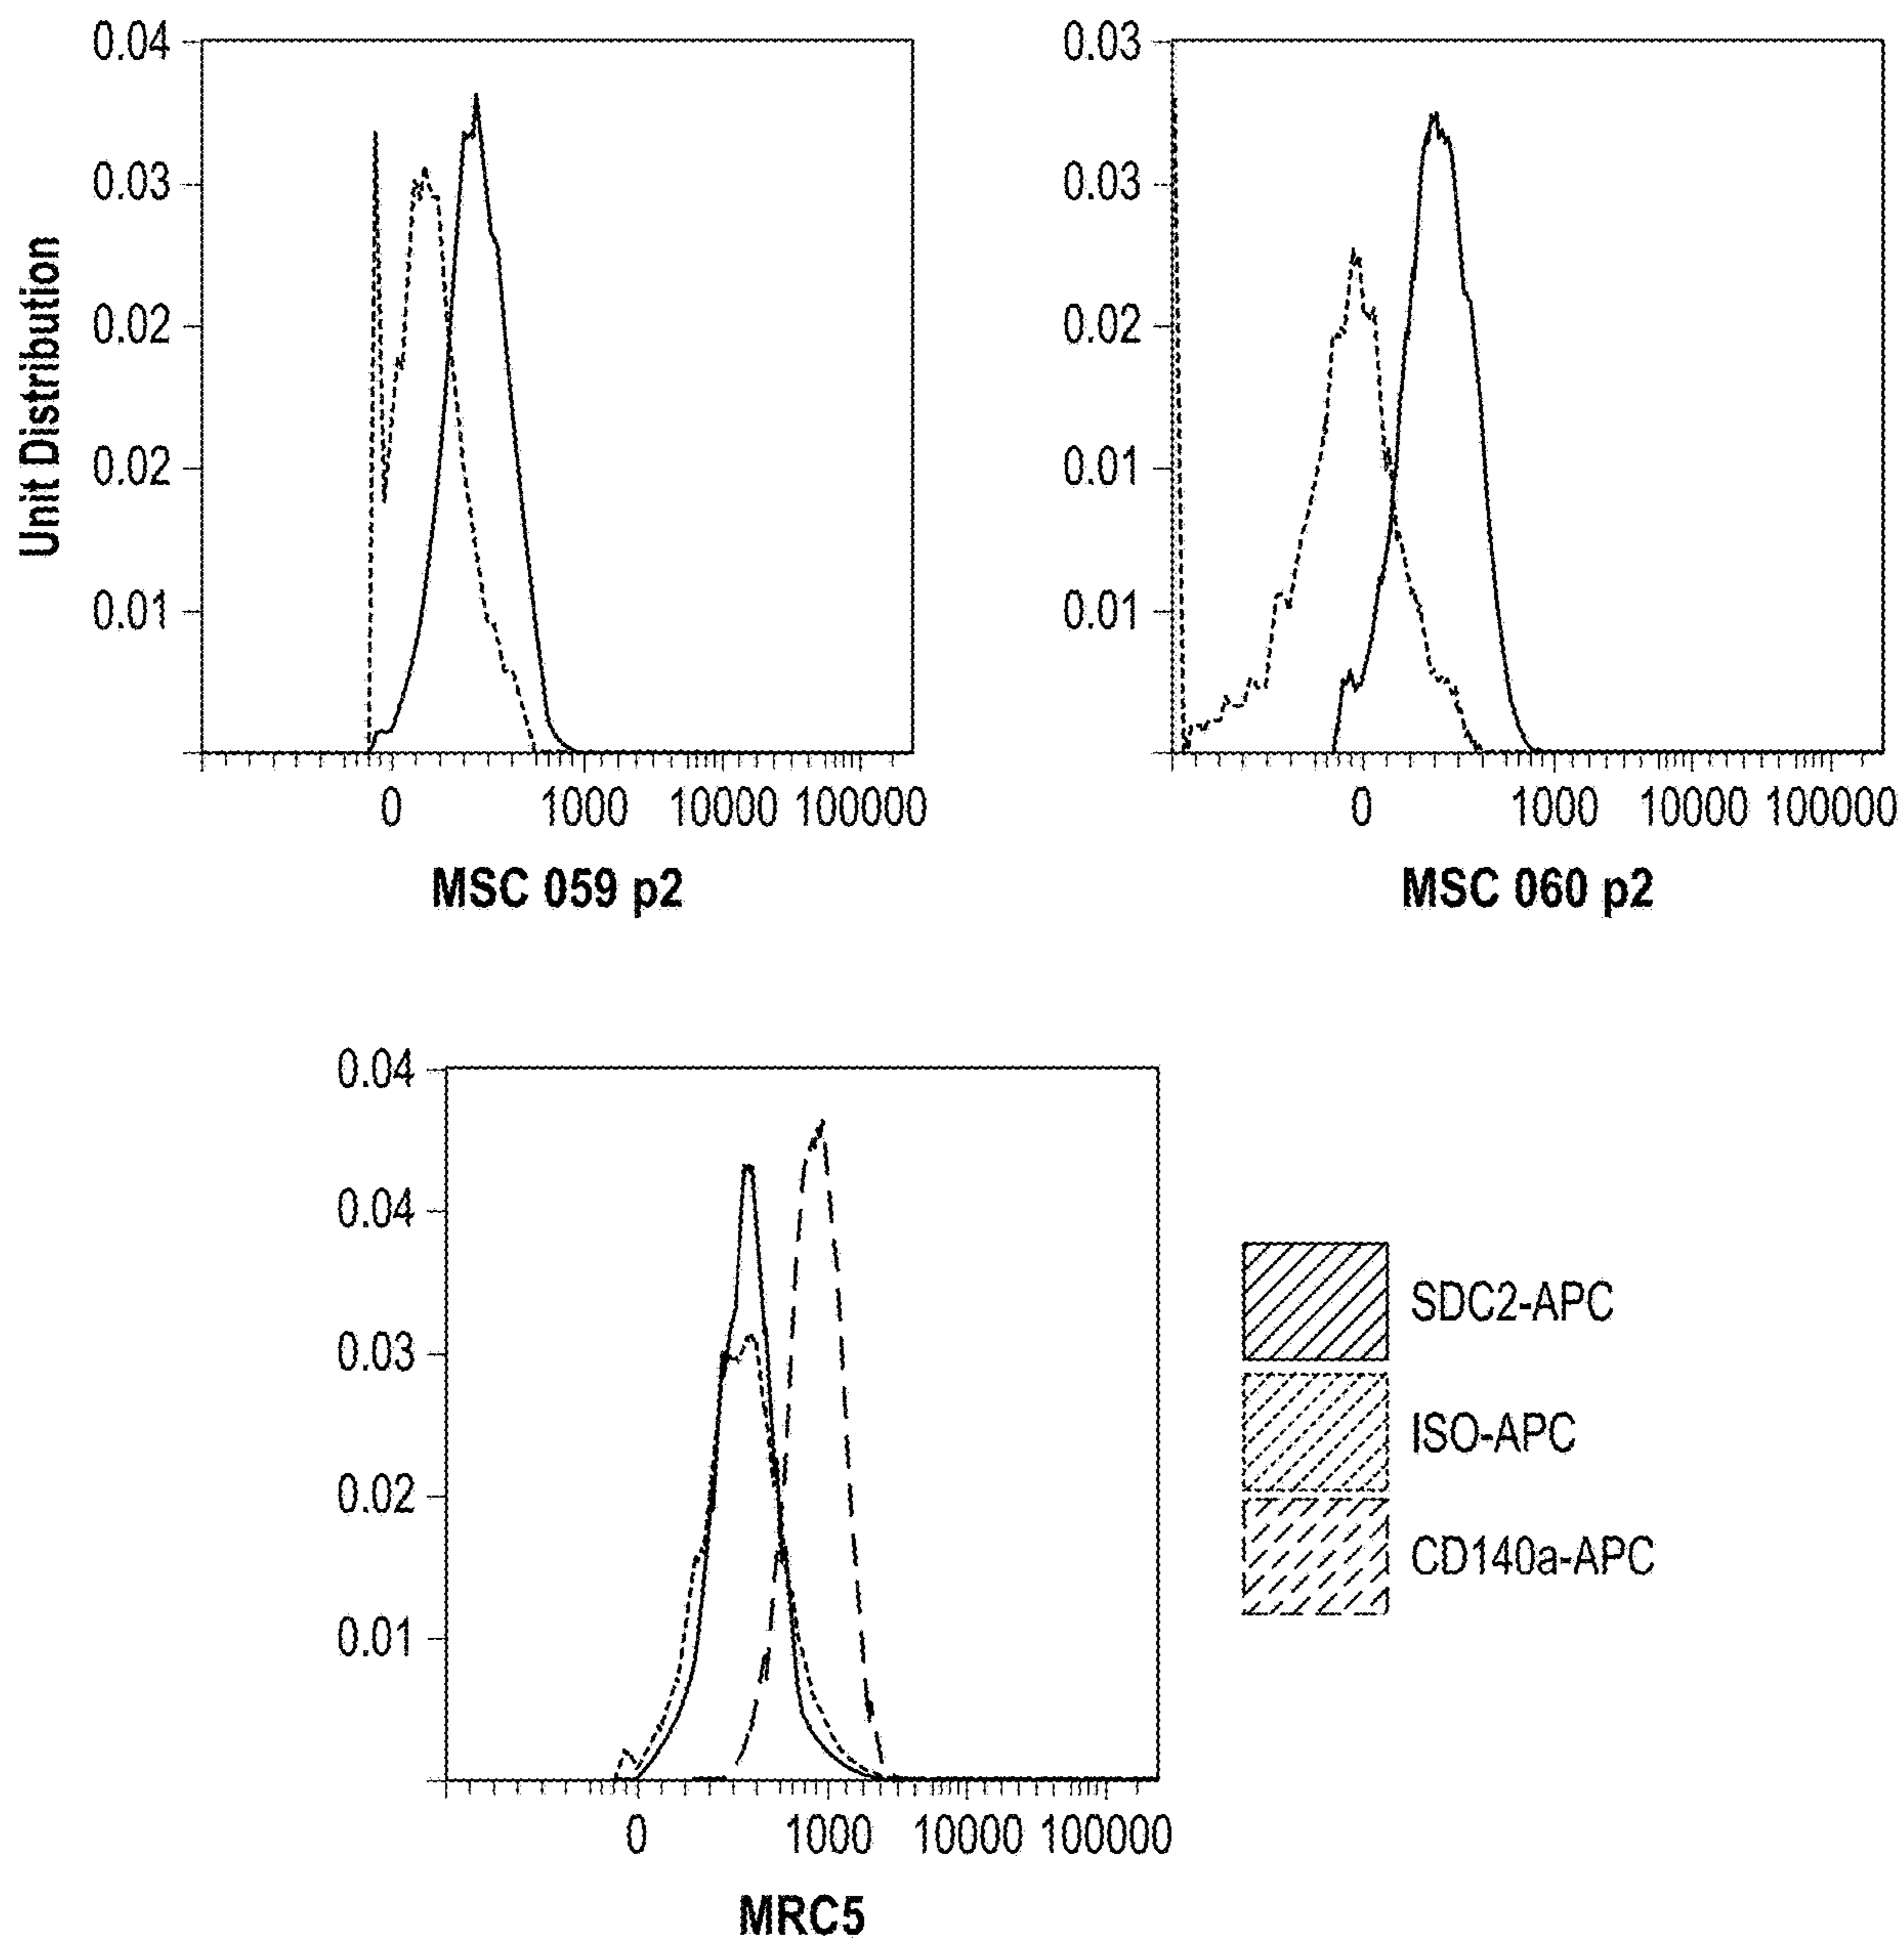 0.04
0.03
0.02
0.02
0.01
Unit Distribution
0 1000 10000 100000
MSC 059 p2
0.03
0.03
0.02
0.01
0.01
0 1000 10000 100000
MSC 060 p2
0.04
0.04
0.03
0.02
0.01
0 1000 10000 100000
MRC5
SDC2-APC
ISO-APC
CD140a-APC